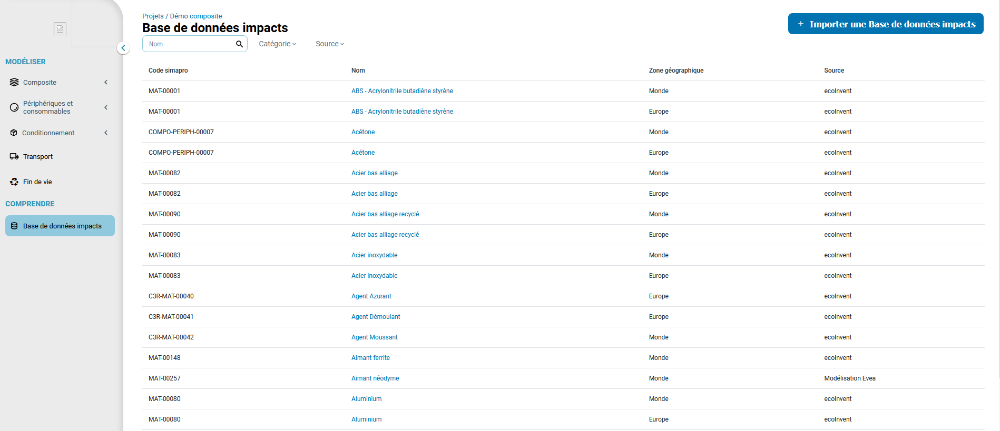 Projets / Démo composite
Base de données impacts
+ Importer une Base de données impacts
Nom
Catégorie
Source
MODÉLISER
Composite
Périphériques et
consommables
Conditionnement
Transport
Fin de vie
COMPRENDRE
Base de données impacts
Code simapro Nom Zone géographique Source
MAT-00001 ABS - Acrylonitrile butadiène styrène Monde ecoInvent
MAT-00001 ABS - Acrylonitrile butadiène styrène Europe ecoInvent
COMPO-PERIPH-00007 Acétone Monde ecoInvent
COMPO-PERIPH-00007 Acétone Europe ecoInvent
MAT-00082 Acier bas alliage Monde ecoInvent
MAT-00082 Acier bas alliage Europe ecoInvent
MAT-00090 Acier bas alliage recyclé Monde ecoInvent
MAT-00090 Acier bas alliage recyclé Europe ecoInvent
MAT-00083 Acier inoxydable Monde ecoInvent
MAT-00083 Acier inoxydable Europe ecoInvent
C3R-MAT-00040 Agent Azurant Europe ecoInvent
C3R-MAT-00041 Agent Démoulant Europe ecoInvent
C3R-MAT-00042 Agent Moussant Monde ecoInvent
MAT-00148 Aimant ferrite Monde ecoInvent
MAT-00257 Aimant néodyme Monde Modélisation Evea
MAT-00080 Aluminium Monde ecoInvent
MAT-00080 Aluminium Europe ecoInvent